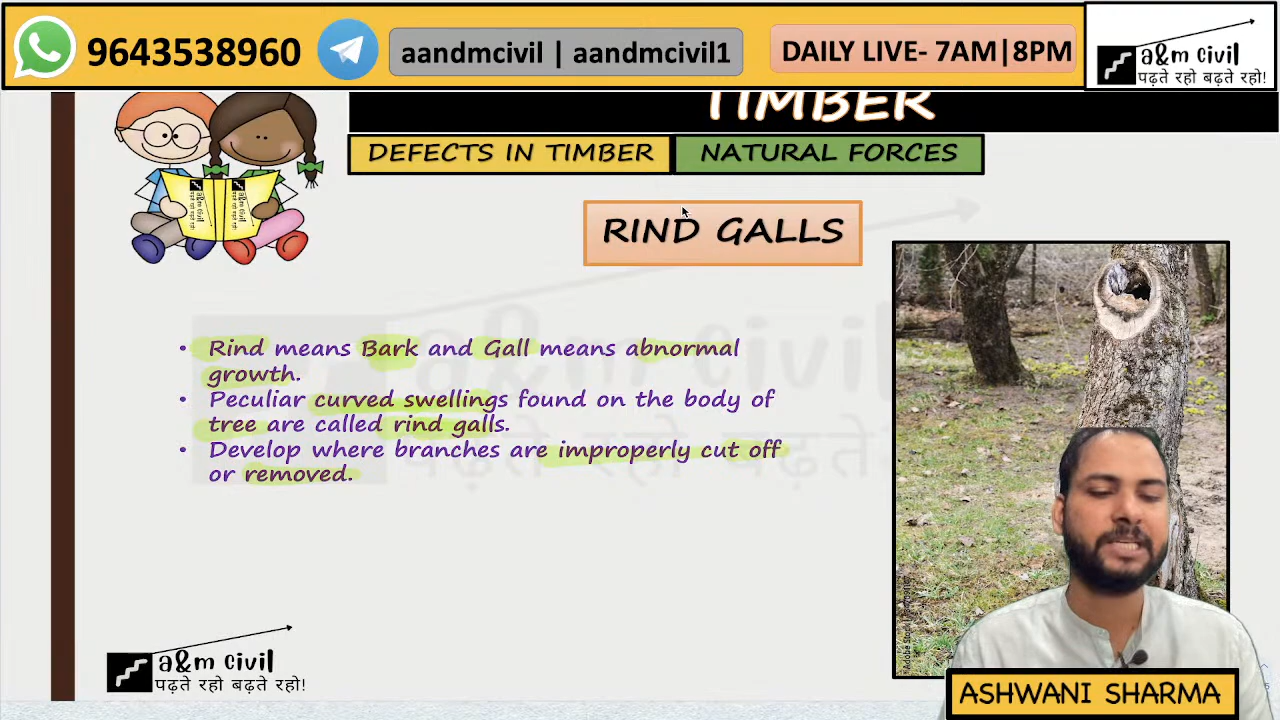 9643538960
aandmcivil | aandmcivil1
DAILY LIVE- 7AM|8PM
a&m civil
पढ़ते रहो बढ़ते रहो!
TIMBER
DEFECTS IN TIMBER
NATURAL FORCES
RIND GALLS
• Rind means Bark and Gall means abnormal
growth.
• Peculiar curved swellings found on the body of
tree are called rind galls.
• Develop where branches are improperly cut off
or removed.
a&m civil
पढ़ते रहो बढ़ते रहो!
ASHWANI SHARMA